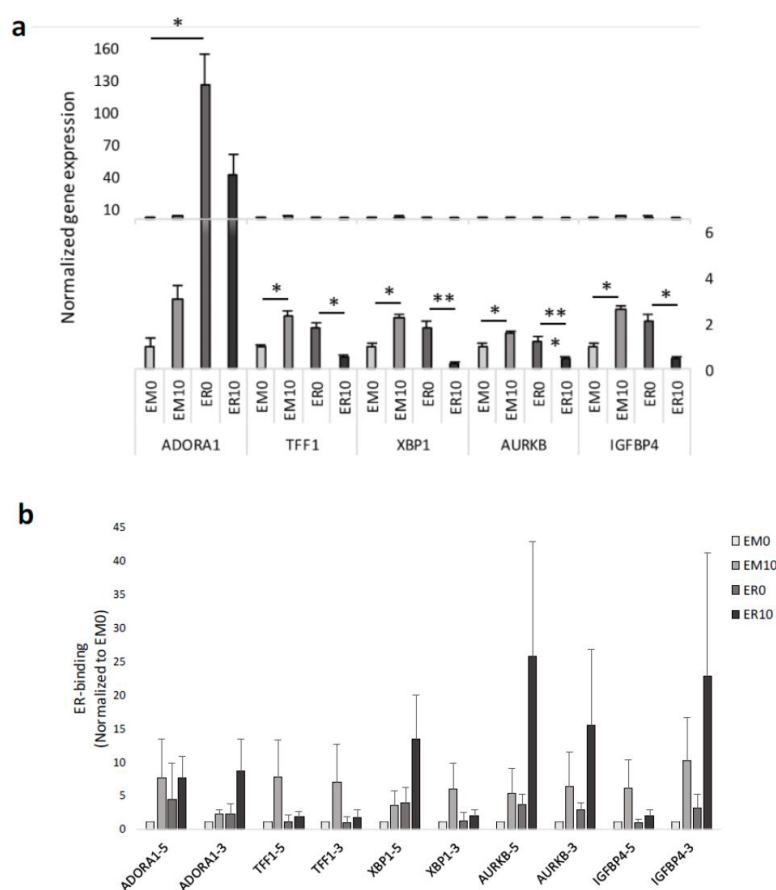 a
*
160
130
100
70
40
10
Normalized gene expression
6
4
2
0
* * * ** * ** * * *
EM0 EM10 ER0 ER10 EM0 EM10 ER0 ER10 EM0 EM10 ER0 ER10 EM0 EM10 ER0 ER10 EM0 EM10 ER0 ER10
ADORA1 TFF1 XBP1 AURKB IGFBP4
b
45
40
35
30
25
20
15
10
5
0
ER-binding
(Normalized to EM0)
EM0
EM10
ER0
ER10
ADORA1-5 ADORA1-3 TFF1-5 TFF1-3 XBP1-5 XBP1-3 AURKB-5 AURKB-3 IGFBP4-5 IGFBP4-3